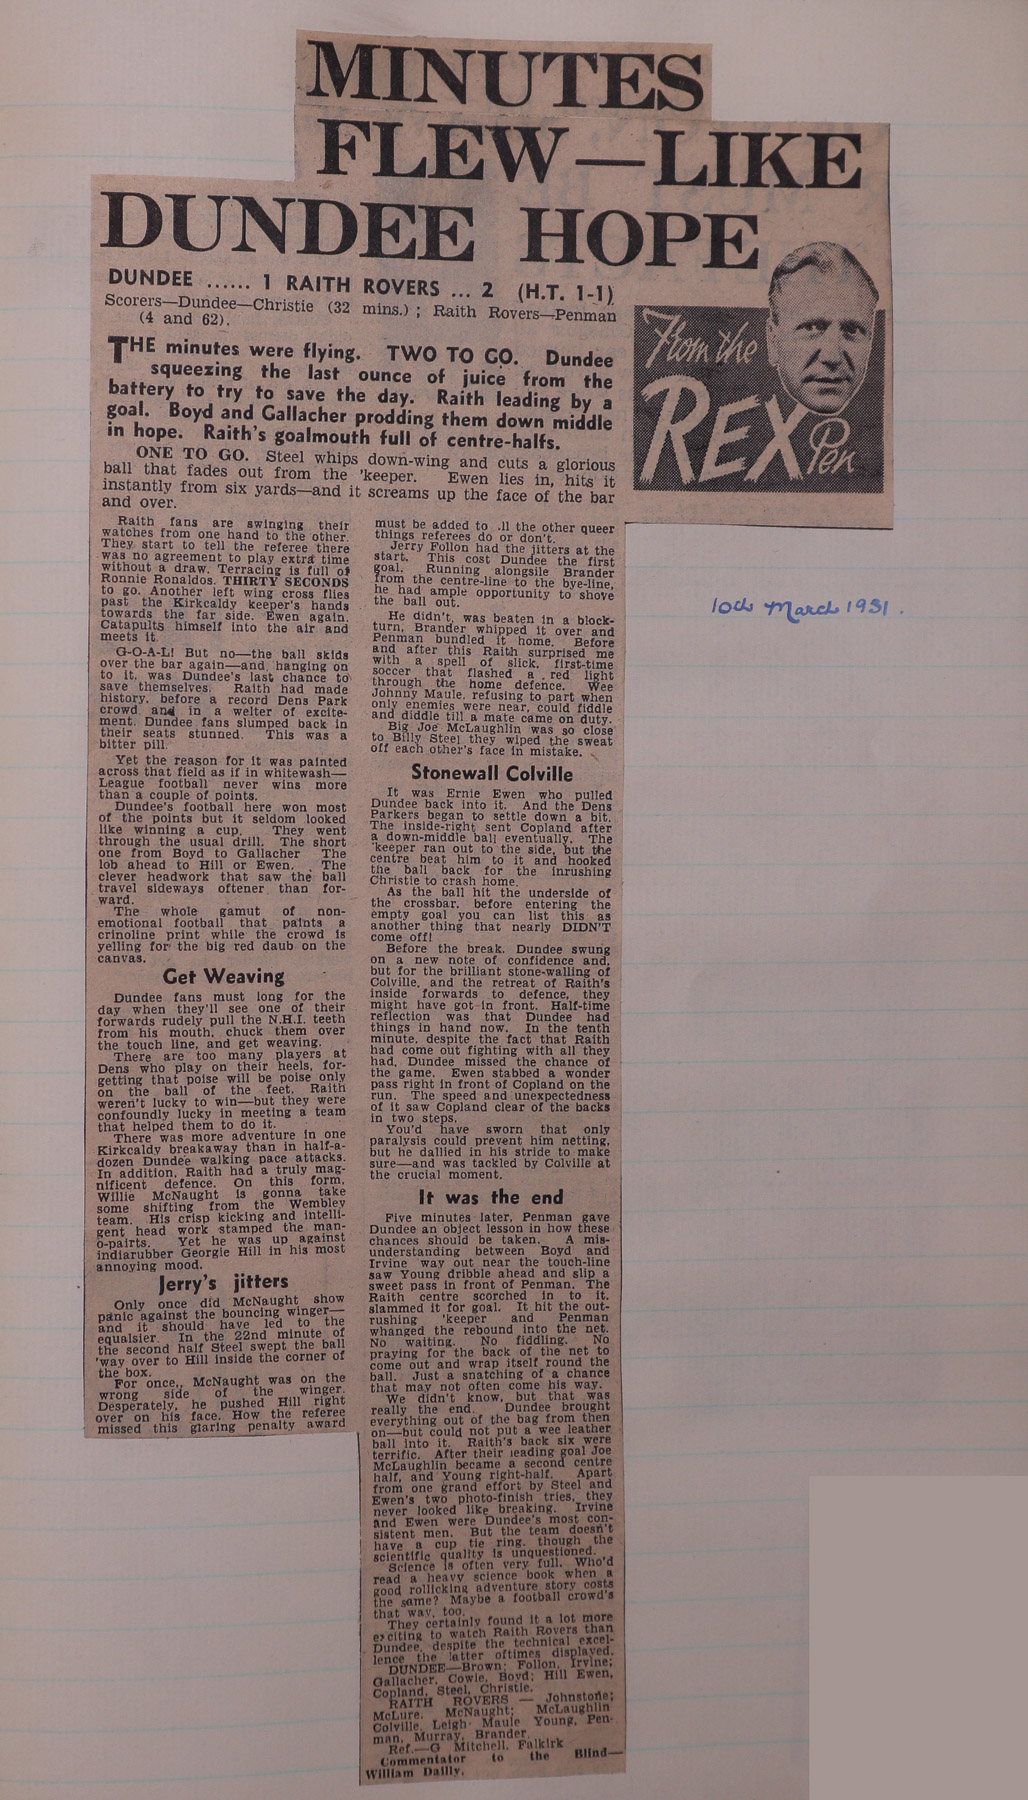 MINUTES
FLEW—LIKE
DUNDEE HOPE
DUNDEE ...... 1 RAITH ROVERS ... 2 (H.T. 1-1)
Scorers—Dundee—Christie (32 mins.) ; Raith Rovers—Penman
(4 and 62).
From the
REX
Pen
THE minutes were flying. TWO TO GO. Dundee
squeezing the last ounce of juice from the
battery to try to save the day. Raith leading by a
goal. Boyd and Gallacher prodding them down middle
in hope. Raith's goalmouth full of centre-halfs.
ONE TO GO. Steel whips down-wing and cuts a glorious
ball that fades out from the 'keeper. Ewen lies in, hits it
instantly from six yards—and it screams up the face of the bar
and over.
Raith fans are swinging their
watches from one hand to the other.
They start to tell the referee there
was no agreement to play extra time
without a draw. Terracing is full of
Ronnie Ronaldos. THIRTY SECONDS
to go. Another left wing cross flies
past the Kirkcaldy keeper's hands
towards the far side. Ewen again.
Catapults himself into the air and
meets it.
G-O-A-L! But no—the ball skids
over the bar again—and, hanging on
to it, was Dundee's last chance to
save themselves. Raith had made
history, before a record Dens Park
crowd and in a welter of excite-
ment. Dundee fans slumped back in
their seats stunned. This was a
bitter pill.
Yet the reason for it was painted
across that field as if in whitewash—
League football never wins more
than a couple of points.
Dundee's football here won most
of the points but it seldom looked
like winning a cup. They went
through the usual drill. The short
one from Boyd to Gallacher The
lob ahead to Hill or Ewen. The
clever headwork that saw the ball
travel sideways oftener than for-
ward.
The whole gamut of non-
emotional football that paints a
crinoline print while the crowd is
yelling for the big red daub on the
canvas.
Get Weaving
Dundee fans must long for the
day when they'll see one of their
forwards rudely pull the N.H.I. teeth
from his mouth, chuck them over
the touch line, and get weaving.
There are too many players at
Dens who play on their heels, for-
getting that poise will be poise only
on the ball of the feet. Raith
weren't lucky to win—but they were
confoundly lucky in meeting a team
that helped them to do it.
There was more adventure in one
Kirkcaldy breakaway than in half-a-
dozen Dundee walking pace attacks.
In addition, Raith had a truly mag-
nificent defence. On this form,
Willie McNaught is gonna take
some shifting from the Wembley
team. His crisp kicking and intelli-
gent head work stamped the man-
o-pairts. Yet he was up against
indiarubber Georgie Hill in his most
annoying mood.
Jerry's jitters
Only once did McNaught show
panic against the bouncing winger—
and it should have led to the
equalsier. In the 22nd minute of
the second half Steel swept the ball
'way over to Hill inside the corner of
the box.
For once, McNaught was on the
wrong side of the winger.
Desperately, he pushed Hill right
over on his face. How the referee
missed this glaring penalty award
must be added to .ll the other queer
things referees do or don't.
Jerry Follon had the jitters at the
start. This cost Dundee the first
goal. Running alongsie Brander
from the centre-line to the bye-line,
he had ample opportunity to shove
the ball out.
He didn't, was beaten in a block-
turn, Brander whipped it over and
Penman bundled it home. Before
and after this Raith surprised me
with a spell of slick, first-time
soccer that flashed a red light
through the home defence. Wee
Johnny Maule, refusing to part when
only enemies were near, could fiddle
and diddle till a mate came on duty.
Big Joe McLaughlin was so close
to Billy Steel they wiped the sweat
off each other's face in mistake.
Stonewall Colville
It was Ernie Ewen who pulled
Dundee back into it. And the Dens
Parkers began to settle down a bit.
The inside-right sent Copland after
a down-middle ball eventually. The
'keeper ran out to the side, but the
centre beat him to it and hooked
the ball back for the inrushing
Christie to crash home.
As the ball hit the underside of
the crossbar, before entering the
empty goal you can list this as
another thing that nearly DIDN'T
come off!
Before the break, Dundee swung
on a new note of confidence and,
but for the brilliant stone-walling of
Colville, and the retreat of Raith's
inside forwards to defence, they
might have got in front. Half-time
reflection was that Dundee had
things in hand now. In the tenth
minute, despite the fact that Raith
had come out fighting with all they
had, Dundee missed the chance of
the game. Ewen stabbed a wonder
pass right in front of Copland on the
run. The speed and unexpectedness
of it saw Copland clear of the backs
in two steps.
You'd have sworn that only
paralysis could prevent him netting,
but he dallied in his stride to make
sure—and was tackled by Colville at
the crucial moment.
It was the end
Five minutes later, Penman gave
Dundee an object lesson in how these
chances should be taken. A mis-
understanding between Boyd and
Irvine way out near the touch-line
saw Young dribble ahead and slip a
sweet pass in front of Penman. The
Raith centre scorched in to it,
slammed it for goal. It hit the out-
rushing 'keeper and Penman
whanged the rebound into the net.
No waiting. No fiddling. No
praying for the back of the net to
come out and wrap itself round the
ball. Just a snatching of a chance
that may not often come his way.
We didn't know, but that was
really the end. Dundee brought
everything out of the bag from then
on—but could not put a wee leather
ball into it. Raith's back six were
terrific. After their leading goal Joe
McLaughlin became a second centre
half, and Young right-half. Apart
from one grand effort by Steel and
Ewen's two photo-finish tries, they
never looked like breaking. Irvine
and Ewen were Dundee's most con-
sistent men. But the team doesn't
have a cup tie ring, though the
scientific quality is unquestioned.
Science is often very full. Who'd
read a heavy science book when a
good rollicking adventure story costs
the same? Maybe a football crowd's
that way, too.
They certainly found it a lot more
exciting to watch Raith Rovers than
Dundee, despite the technical excel-
lence the latter oftimes displayed.
DUNDEE—Brown; Follon, Irvine;
Gallacher, Cowie, Boyd; Hill Ewen,
Copland, Steel, Christie.
RAITH ROVERS — Johnstone;
McLure. McNaught; McLaughlin
Colville, Leigh Maule Young, Pen-
man, Murray, Brander.
Ref.—G Mitchell, Falkirk
Commentator to the Blind—
William Dailly.
10th March 1951.